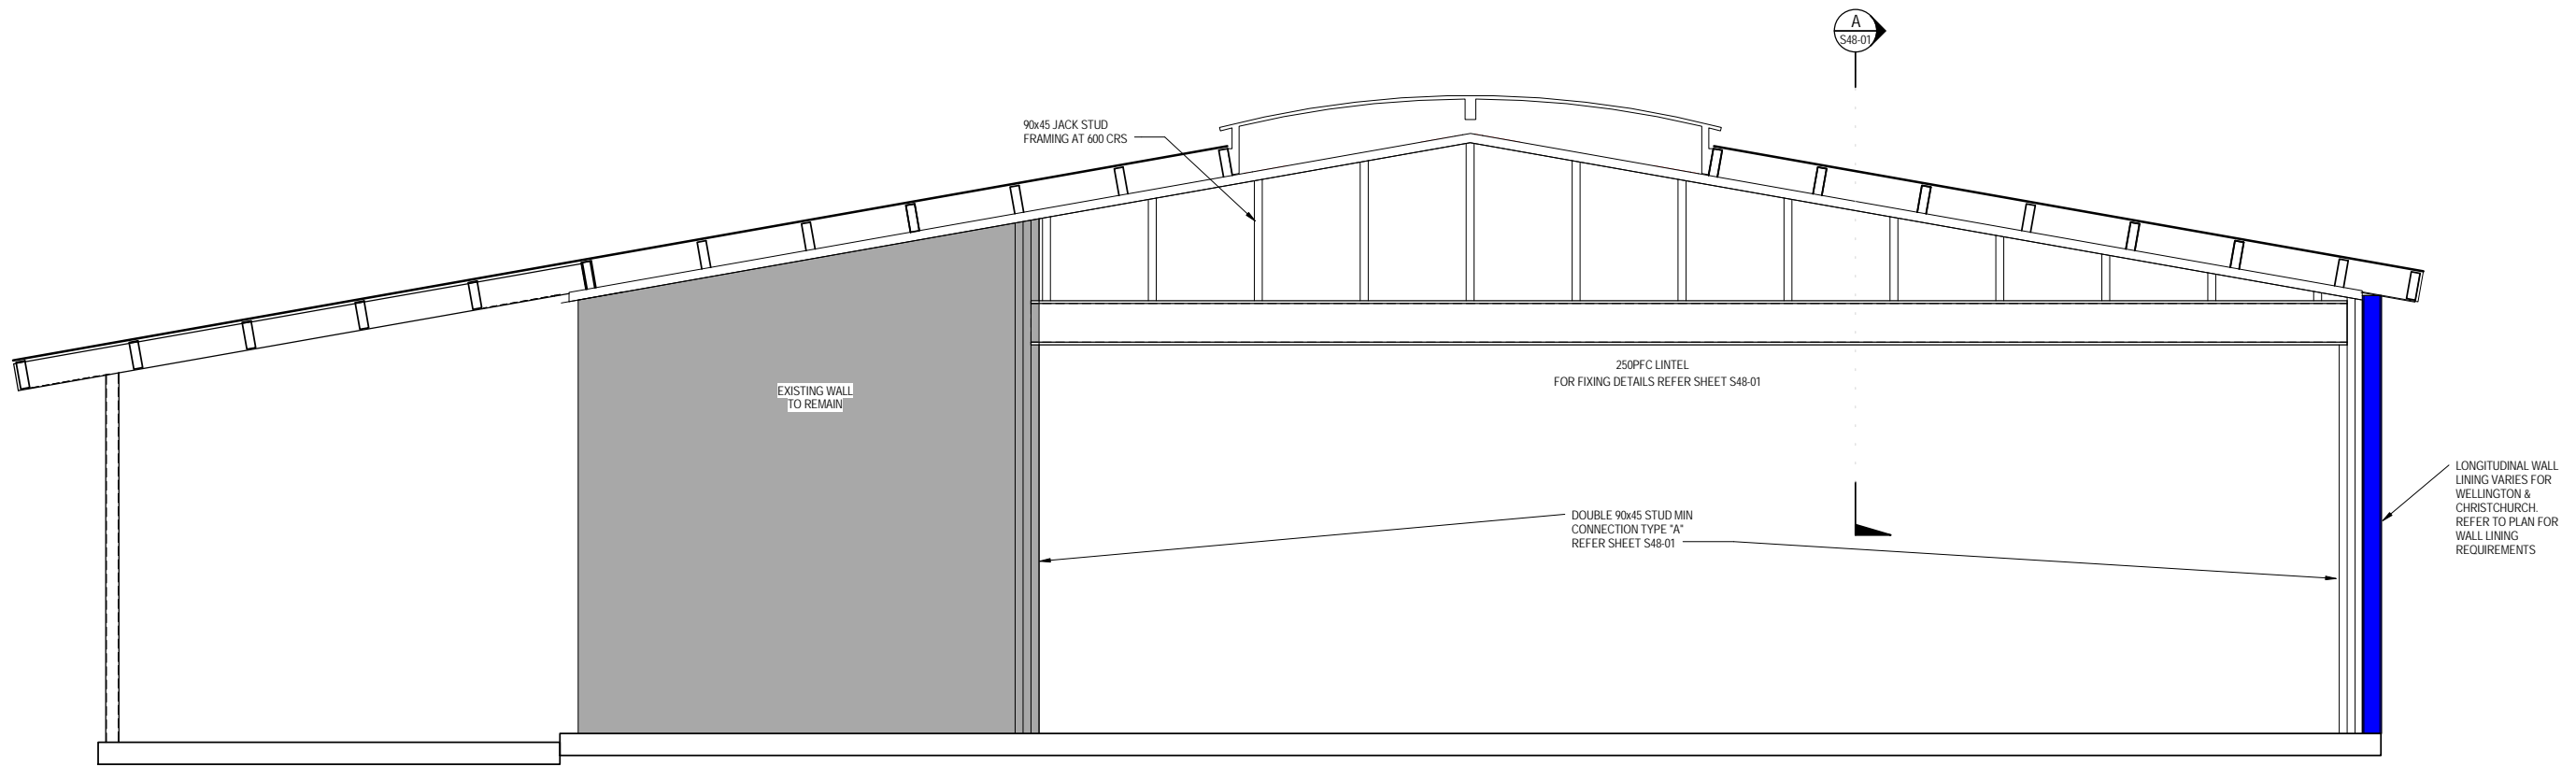 A
S48-01
90x45 JACK STUD
FRAMING AT 600 CRS
250PFC LINTEL
FOR FIXING DETAILS REFER SHEET S48-01
EXISTING WALL
TO REMAIN
LONGITUDINAL WALL
LINING VARIES FOR
WELLINGTON &
CHRISTCHURCH.
REFER TO PLAN FOR
WALL LINING
REQUIREMENTS
DOUBLE 90x45 STUD MIN
CONNECTION TYPE "A"
REFER SHEET S48-01